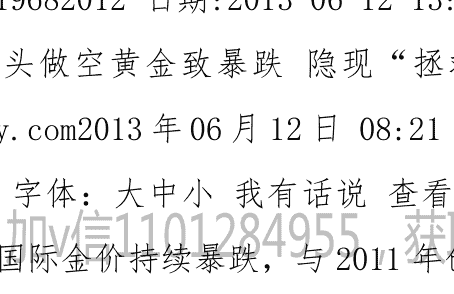 19682012 日期:2013-06-12 13:
头做空黄金致暴跌 隐现“拯
y.com2013年06月12日 08:21
字体: 大中小 我有话说 查看
加v信1101284955，获
国际金价持续暴跌，与2011年